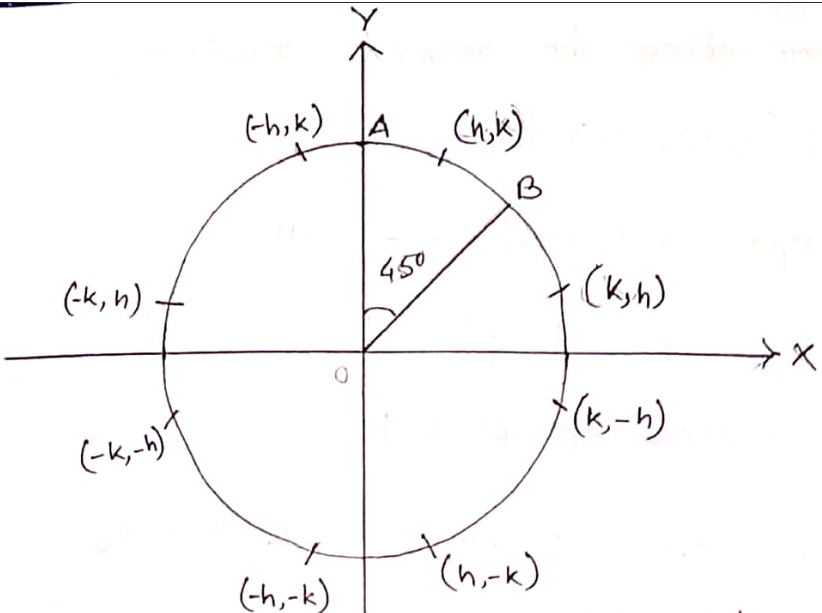 Y
(-h,k) A (h,k)
B
45°
(-k, h) (k,h)
O X
(-k,-h) (k,-h)
(-h,-k) (h,-k)